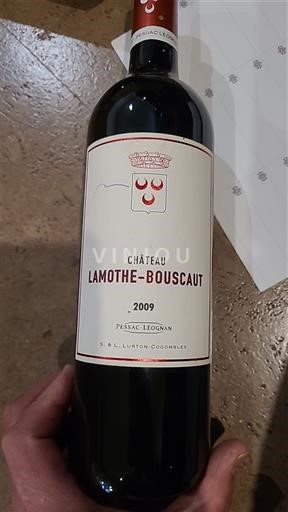 PESSAC-LÉOGNAN
VINIOU
CHÂTEAU
LAMOTHE-BOUSCAUT
2009
PESSAC-LÉOGNAN
S. & L. LURTON-COGOMBLES